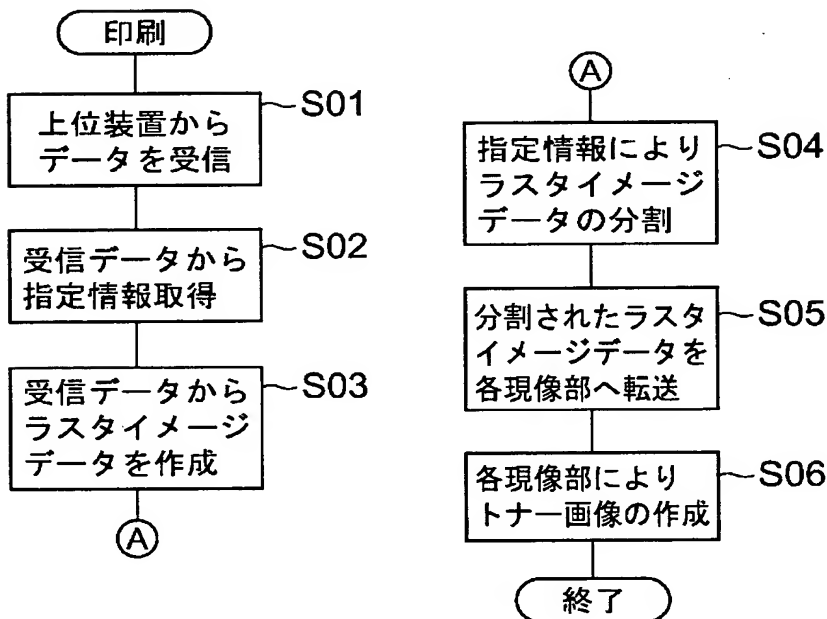 印刷
上位装置から
データを受信
S01
受信データから
指定情報取得
S02
受信データから
ラスタイメージ
データを作成
S03
A
A
指定情報により
ラスタイメージ
データの分割
S04
分割されたラスタ
イメージデータを
各現像部へ転送
S05
各現像部により
トナー画像の作成
S06
終了